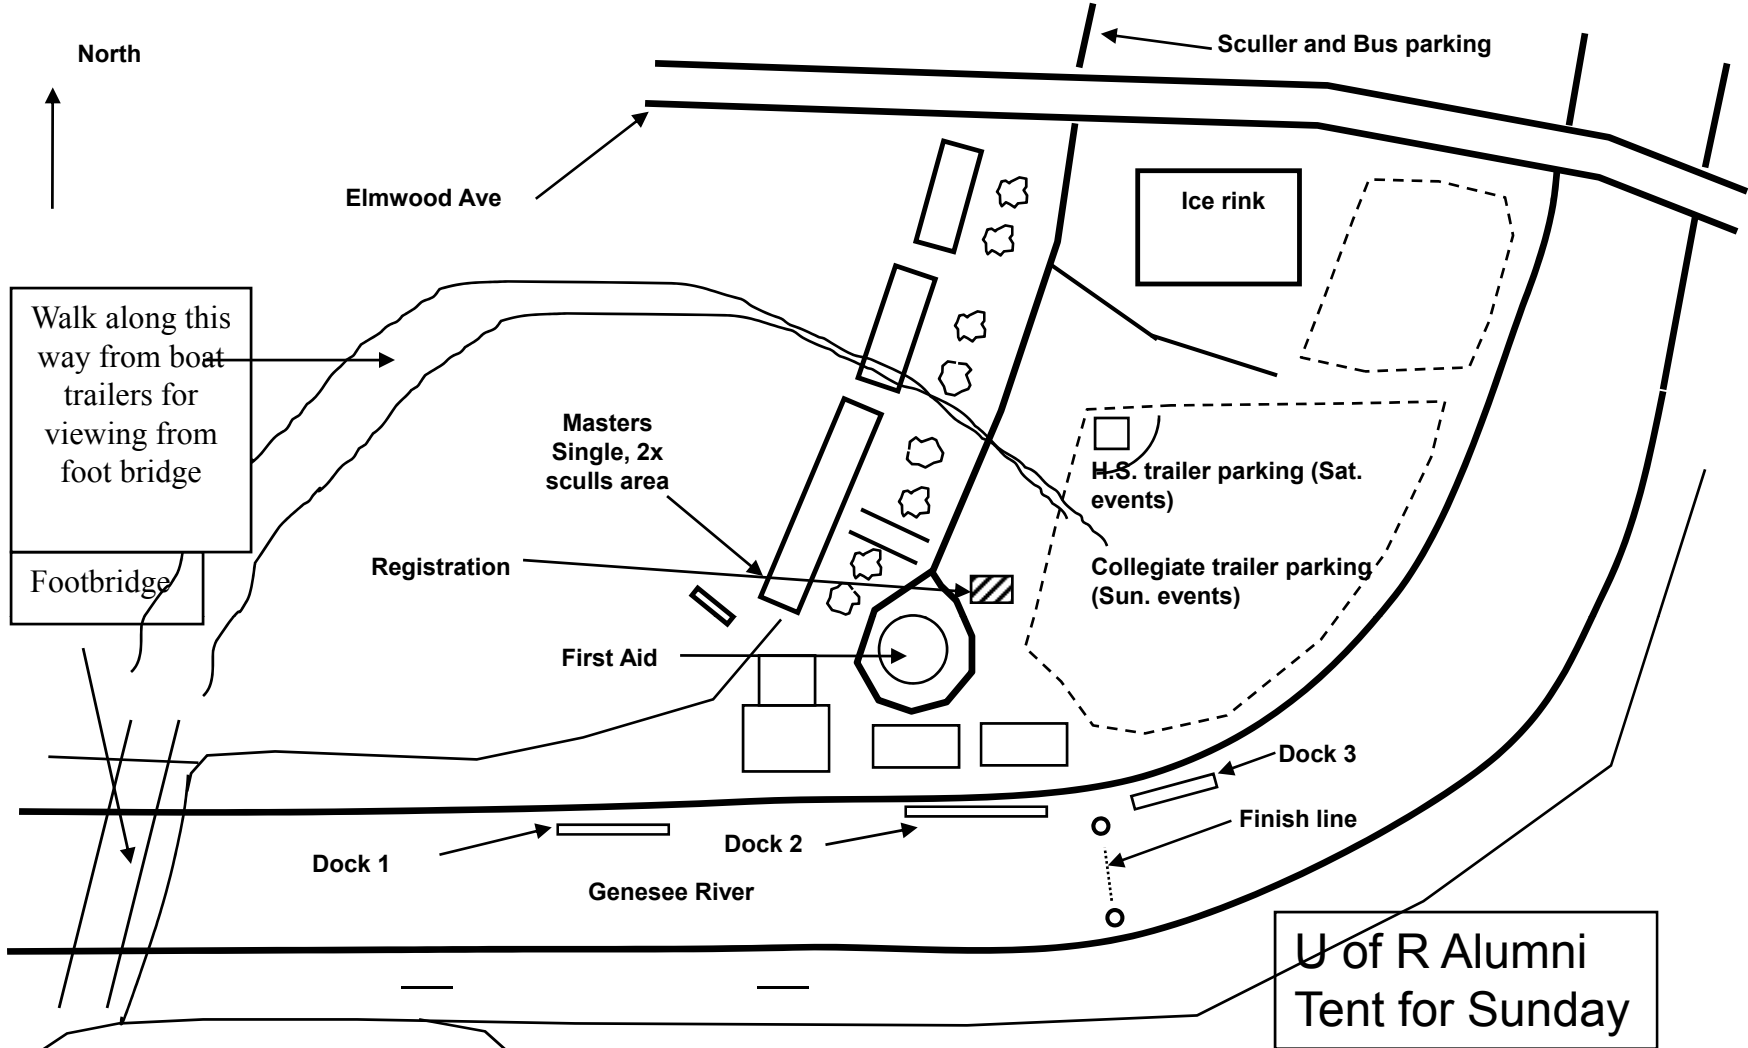 Sculler and Bus parking
North
Elmwood Ave
Ice rink
Walk along this
way from boat
trailers for
viewing from
foot bridge
Masters
Single, 2x
sculls area
H.S. trailer parking (Sat.
events)
Registration
Collegiate trailer parking
(Sun. events)
Footbridge
First Aid
Dock 3
Finish line
Dock 2
Dock 1
Genesee River
U of R Alumni
Tent for Sunday